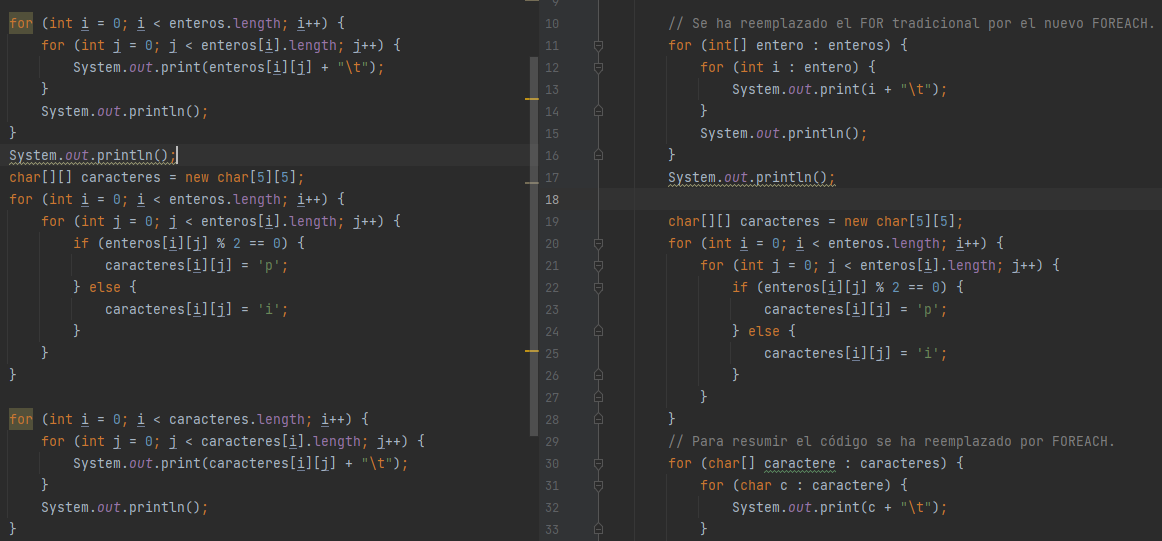 for (int i = 0; i < enteros.length; i++) {
for (int j = 0; j < enteros[i].length; j++) {
System.out.print(enteros[i][j] + "\t");
}
System.out.println();
}
System.out.println();
char[][] caracteres = new char[5][5];
for (int i = 0; i < enteros.length; i++) {
for (int j = 0; j < enteros[i].length; j++) {
if (enteros[i][j] % 2 == 0) {
caracteres[i][j] = 'p';
} else {
caracteres[i][j] = 'i';
}
}
}
for (int i = 0; i < caracteres.length; i++) {
for (int j = 0; j < caracteres[i].length; j++) {
System.out.print(caracteres[i][j] + "\t");
}
System.out.println();
}
9
10 // Se ha reemplazado el FOR tradicional por el nuevo FOREACH.
11 for (int[] entero : enteros) {
12 for (int i : entero) {
13 System.out.print(i + "\t");
14 }
15 System.out.println();
16 }
17 System.out.println();
18
19 char[][] caracteres = new char[5][5];
20 for (int i = 0; i < enteros.length; i++) {
21 for (int j = 0; j < enteros[i].length; j++) {
22 if (enteros[i][j] % 2 == 0) {
23 caracteres[i][j] = 'p';
24 } else {
25 caracteres[i][j] = 'i';
26 }
27 }
28 }
29 // Para resumir el código se ha reemplazado por FOREACH.
30 for (char[] caractere : caracteres) {
31 for (char c : caractere) {
32 System.out.print(c + "\t");
33 }